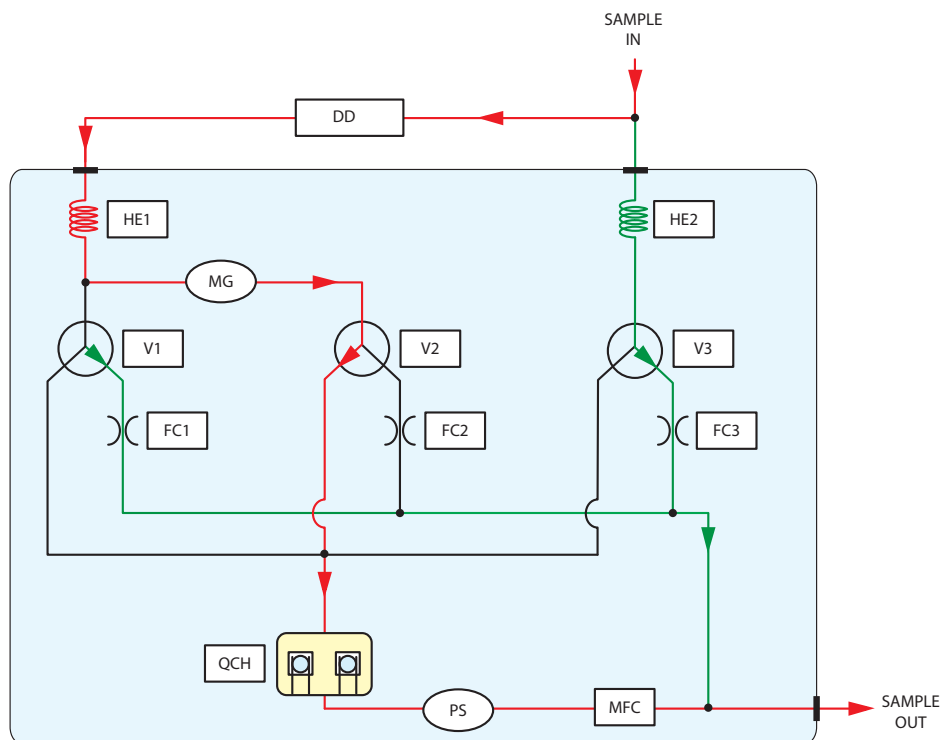 SAMPLE
IN
DD
HE1
HE2
MG
V1
V2
V3
FC1
FC2
FC3
QCH
PS
MFC
SAMPLE
OUT